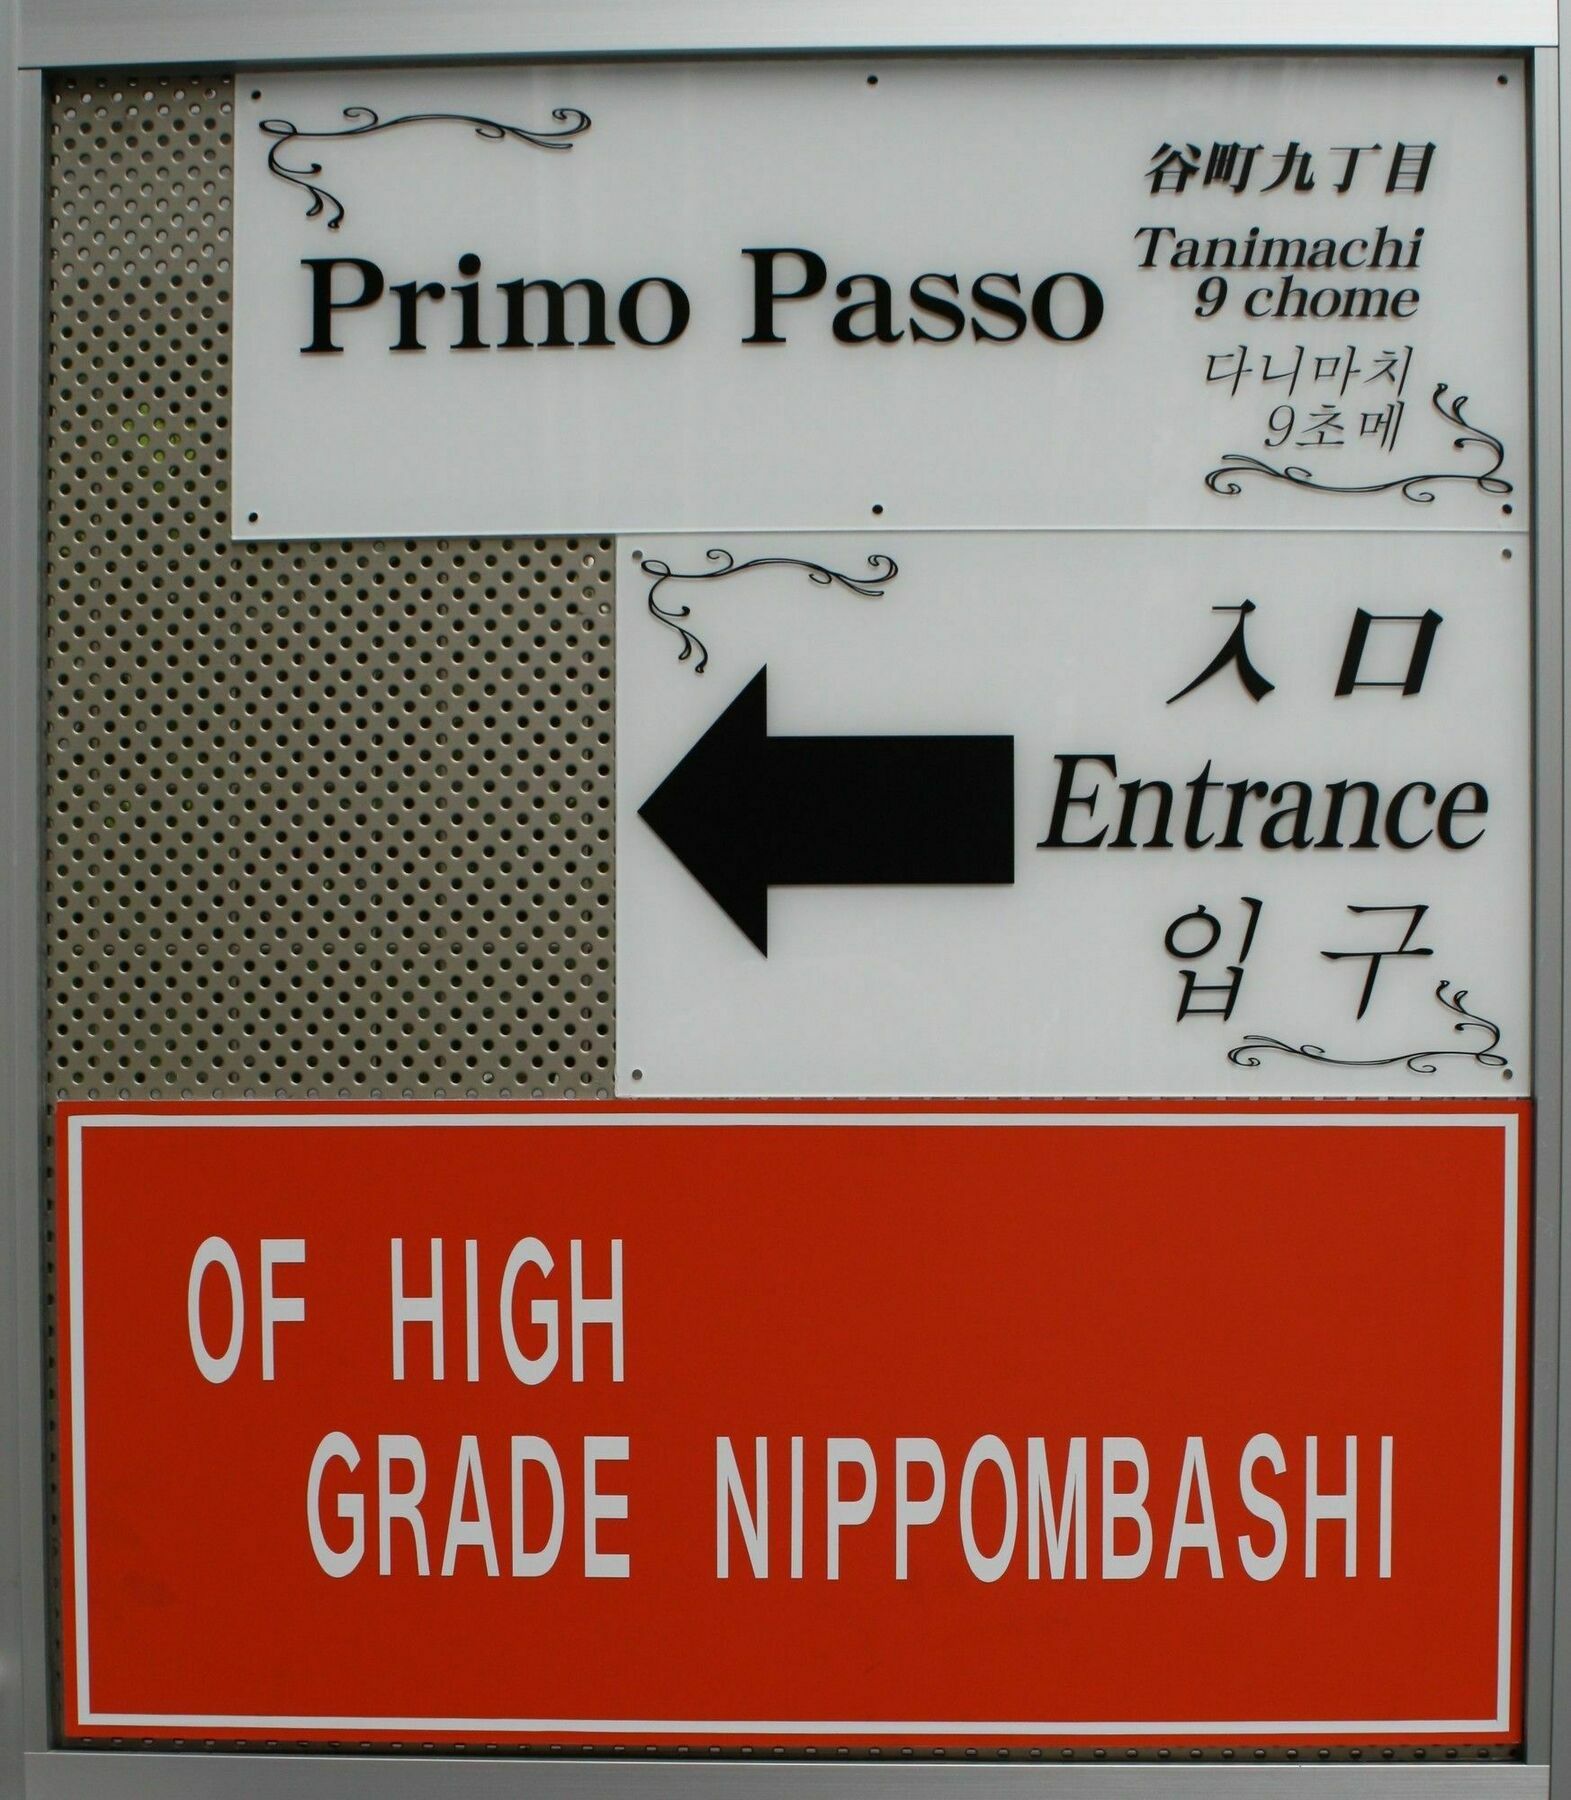 Primo Passo
谷町九丁目
Tanimachi
9 chome
다니마치
9초메
入口
Entrance
입구
OF HIGH
GRADE NIPPOMBASHI